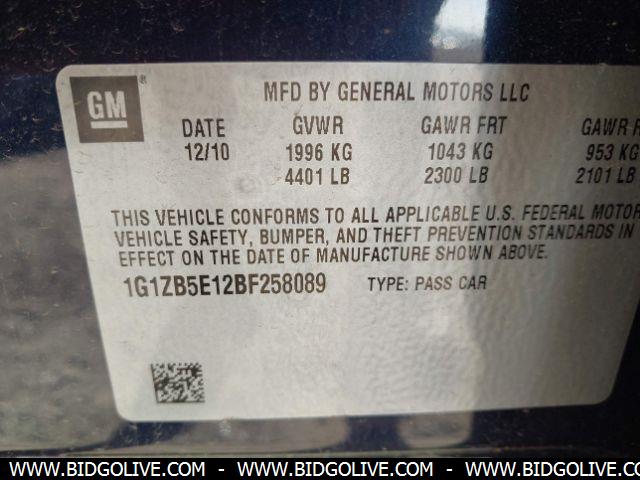 GM ®
MFD BY GENERAL MOTORS LLC
DATE GVWR GAWR FRT GAWR
12/10 1996 KG 1043 KG 953 KG
4401 LB 2300 LB 2101 LB
THIS VEHICLE CONFORMS TO ALL APPLICABLE U.S. FEDERAL MOTOR
VEHICLE SAFETY, BUMPER, AND THEFT PREVENTION STANDARDS IN
EFFECT ON THE DATE OF MANUFACTURE SHOWN ABOVE.
1G1ZB5E12BF258089 TYPE: PASS CAR
WWW.BIDGOLIVE.COM - WWW.BIDGOLIVE.COM - WWW.BIDGOLIVE.COM